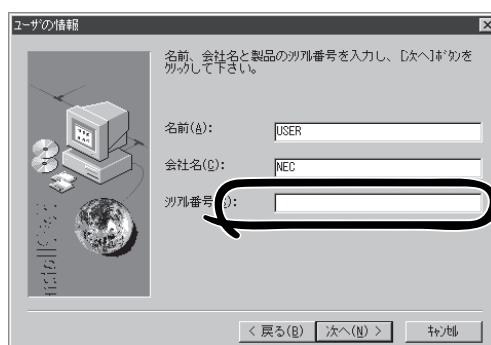 ユーザの情報
名前、会社名と製品のｼﾘｱﾙ番号を入力し、[次へ]ﾎﾞﾀﾝを
ｸﾘｯｸして下さい。
名前(A):
USER
会社名(C):
NEC
ｼﾘｱﾙ番号
):
< 戻る(B)
次へ(N) >
ｷｬﾝｾﾙ